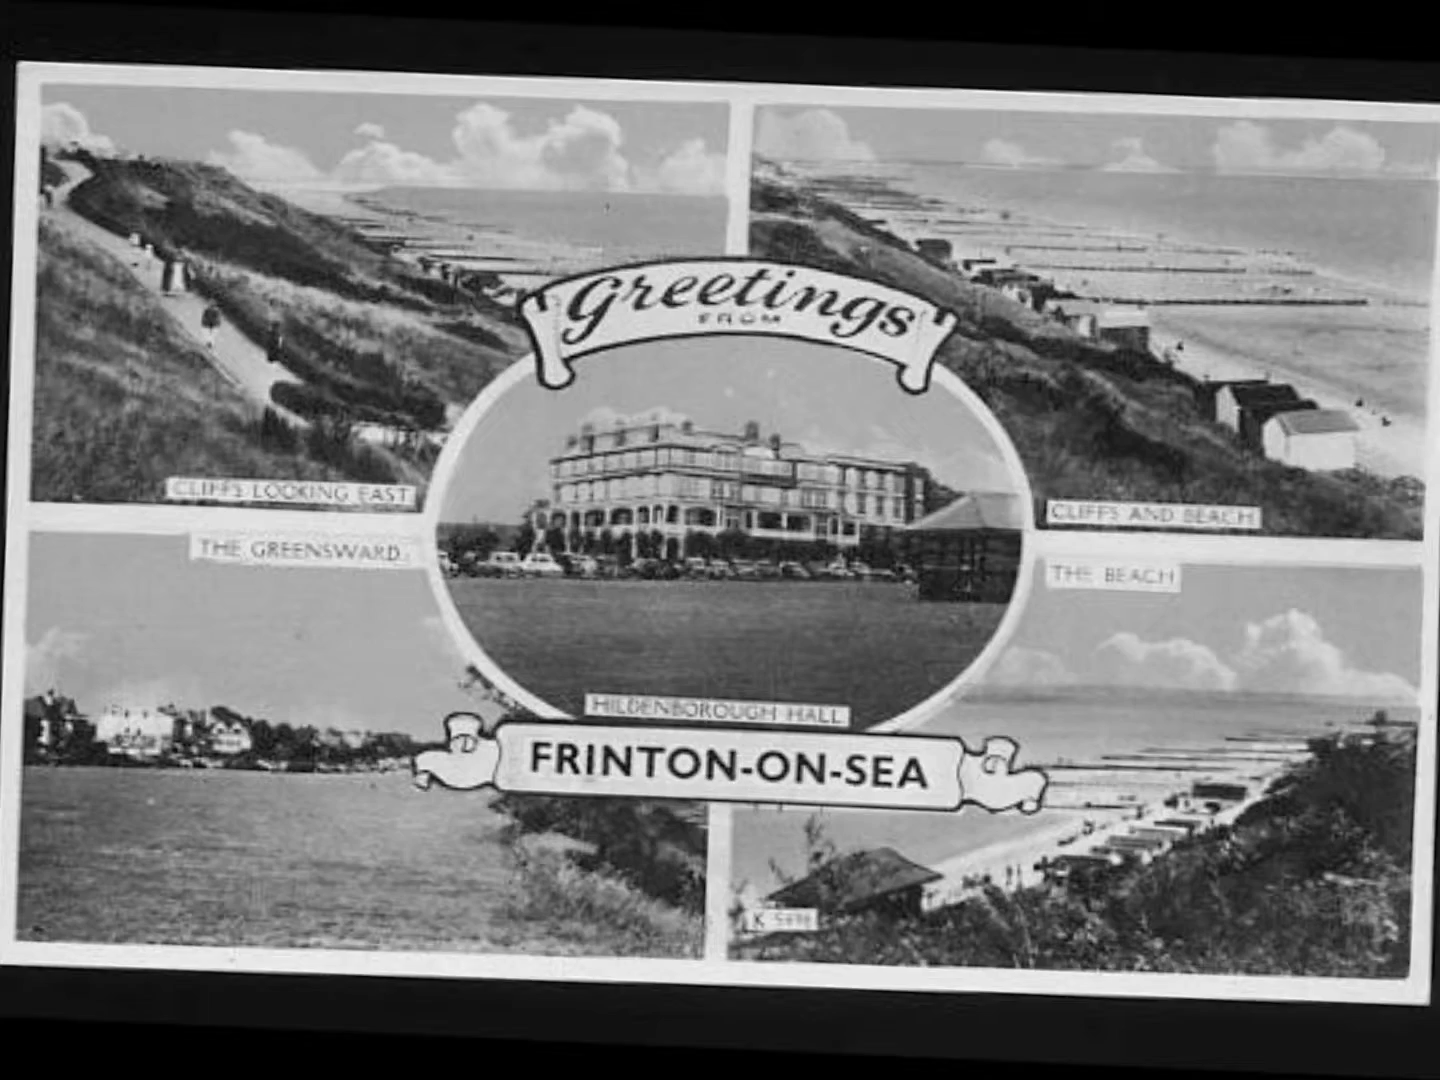 Greetings
FROM
CLIFFS LOOKING EAST
CLIFFS AND BEACH
THE GREENSWARD.
THE BEACH
HILDENBOROUGH HALL
FRINTON-ON-SEA